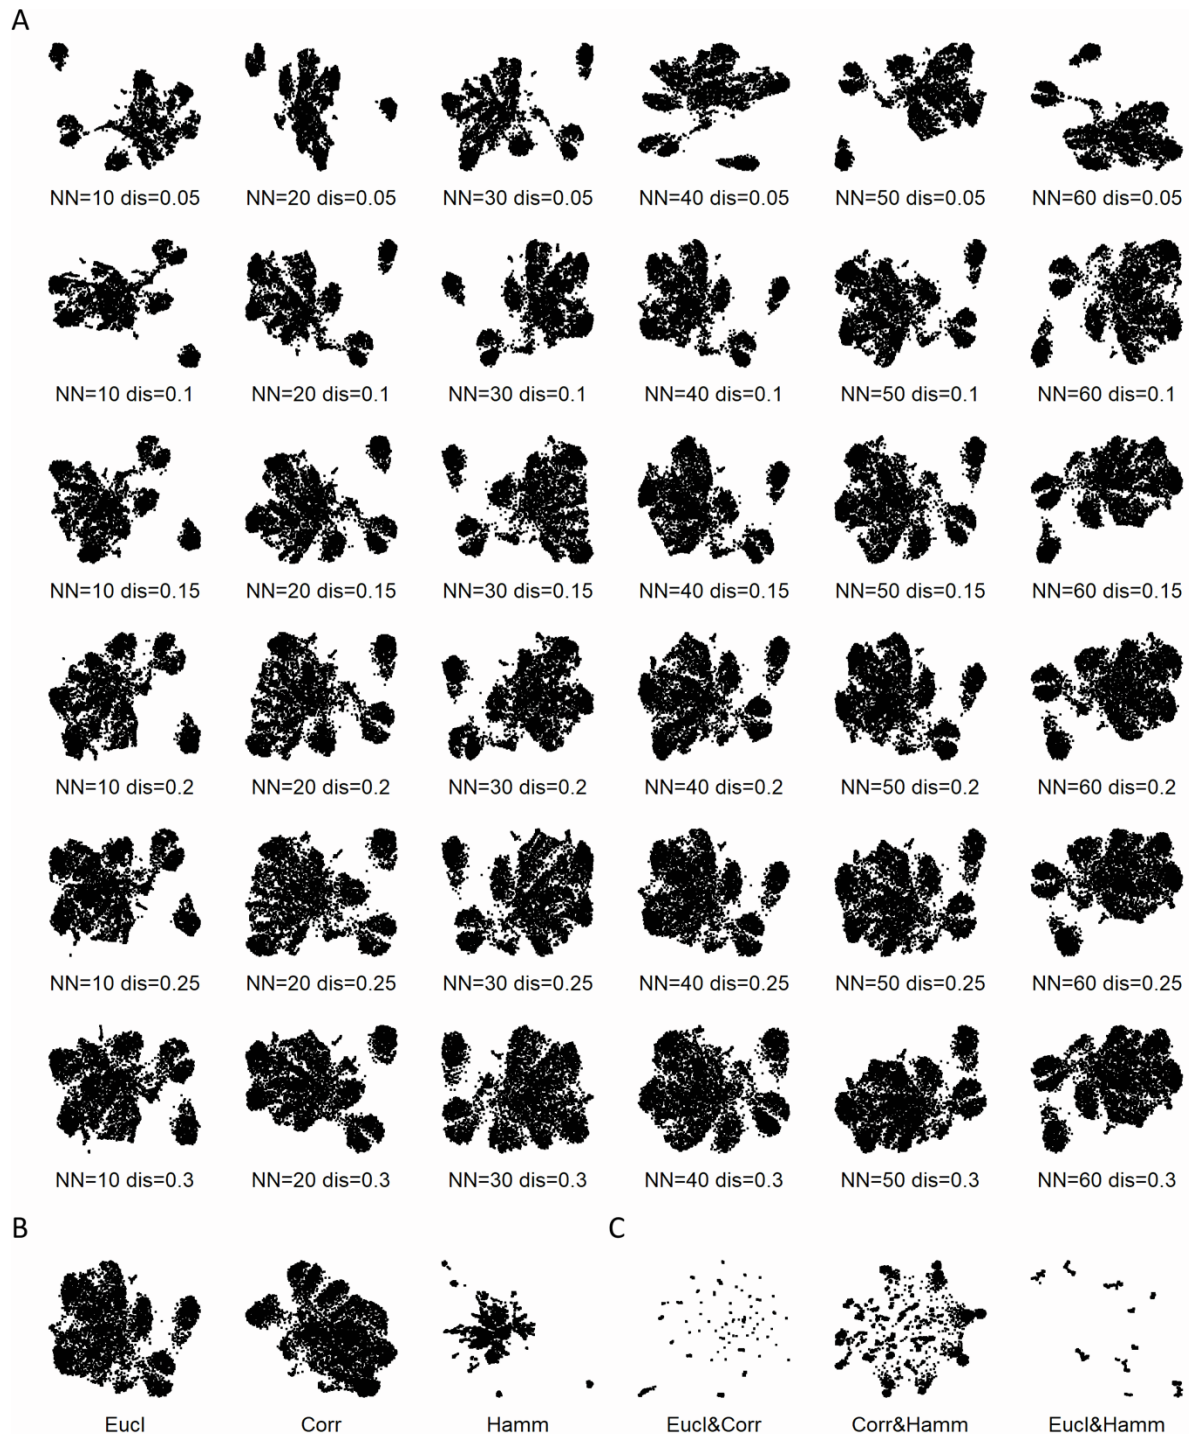 A
NN=10 dis=0.05 NN=20 dis=0.05 NN=30 dis=0.05 NN=40 dis=0.05 NN=50 dis=0.05 NN=60 dis=0.05
NN=10 dis=0.1 NN=20 dis=0.1 NN=30 dis=0.1 NN=40 dis=0.1 NN=50 dis=0.1 NN=60 dis=0.1
NN=10 dis=0.15 NN=20 dis=0.15 NN=30 dis=0.15 NN=40 dis=0.15 NN=50 dis=0.15 NN=60 dis=0.15
NN=10 dis=0.2 NN=20 dis=0.2 NN=30 dis=0.2 NN=40 dis=0.2 NN=50 dis=0.2 NN=60 dis=0.2
NN=10 dis=0.25 NN=20 dis=0.25 NN=30 dis=0.25 NN=40 dis=0.25 NN=50 dis=0.25 NN=60 dis=0.25
NN=10 dis=0.3 NN=20 dis=0.3 NN=30 dis=0.3 NN=40 dis=0.3 NN=50 dis=0.3 NN=60 dis=0.3
B C
Eucl Corr Hamm Eucl&Corr Corr&Hamm Eucl&Hamm